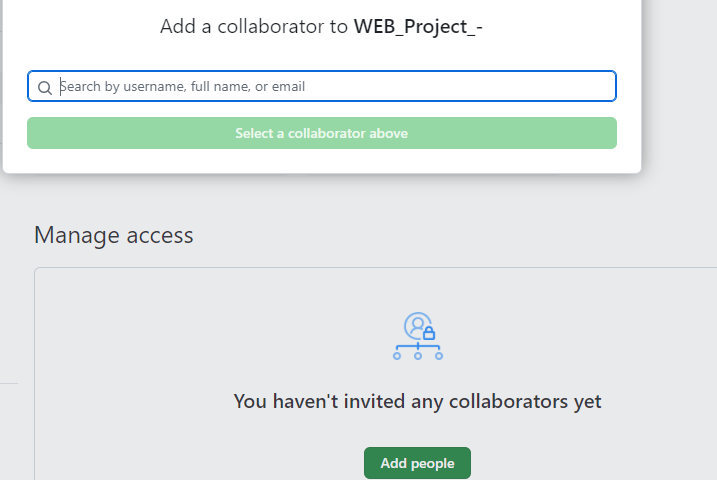 Add a collaborator to WEB_Project_-
Search by username, full name, or email
Select a collaborator above
Manage access
You haven't invited any collaborators yet
Add people